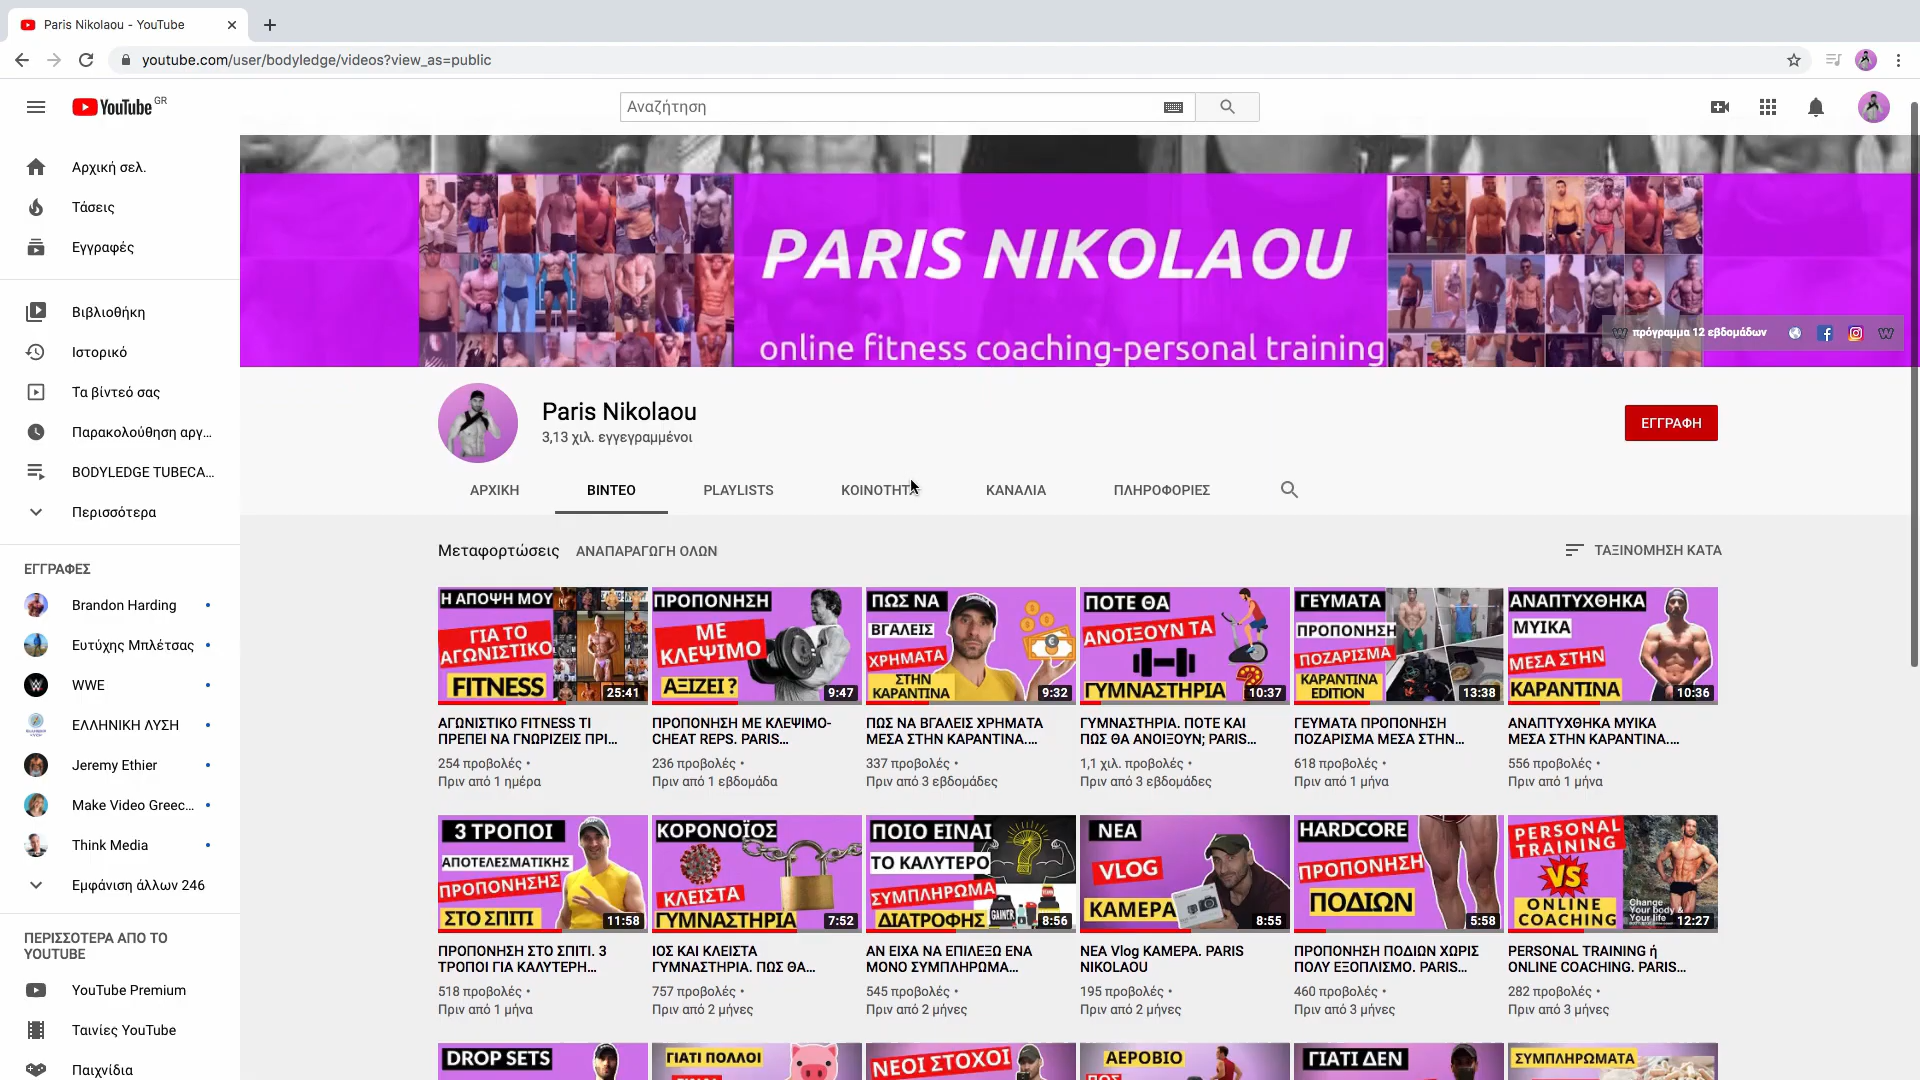 Paris Nikolaou - YouTube
youtube.com/user/bodyledge/videos?view_as=public
YouTube GR
Αναζήτηση
Αρχική σελ.
Τάσεις
Εγγραφές
Βιβλιοθήκη
Ιστορικό
Τα βίντεό σας
Παρακολούθηση αργ...
BODYLEDGE TUBECA...
Περισσότερα
ΕΓΓΡΑΦΕΣ
Brandon Harding
Ευτύχης Μπλέτσας
WWE
ΕΛΛΗΝΙΚΗ ΛΥΣΗ
Jeremy Ethier
Make Video Greec...
Think Media
Εμφάνιση άλλων 246
ΠΕΡΙΣΣΟΤΕΡΑ ΑΠΟ ΤΟ
YOUTUBE
YouTube Premium
Ταινίες YouTube
Παιχνίδια
PARIS NIKOLAOU
online fitness coaching-personal training
πρόγραμμα 12 εβδομάδων
Paris Nikolaou
3,13 χιλ. εγγεγραμμένοι
ΕΓΓΡΑΦΗ
ΑΡΧΙΚΗ ΒΙΝΤΕΟ PLAYLISTS ΚΟΙΝΟΤΗΤΑ ΚΑΝΑΛΙΑ ΠΛΗΡΟΦΟΡΙΕΣ
Μεταφορτώσεις ΑΝΑΠΑΡΑΓΩΓΗ ΟΛΩΝ
ΤΑΞΙΝΟΜΗΣΗ ΚΑΤΑ
Η ΑΠΟΨΗ ΜΟΥ
ΓΙΑ ΤΟ
ΑΓΩΝΙΣΤΙΚΟ
FITNESS
25:41
ΑΓΩΝΙΣΤΙΚΟ FITNESS ΤΙ
ΠΡΕΠΕΙ ΝΑ ΓΝΩΡΙΖΕΙΣ ΠΡΙ...
254 προβολές •
Πριν από 1 ημέρα
ΠΡΟΠΟΝΗΣΗ
ΜΕ
ΚΛΕΨΙΜΟ
ΑΞΙΖΕΙ ?
9:47
ΠΡΟΠΟΝΗΣΗ ΜΕ ΚΛΕΨΙΜΟ-
CHEAT REPS. PARIS...
236 προβολές •
Πριν από 1 εβδομάδα
ΠΩΣ ΝΑ
ΒΓΑΛΕΙΣ
ΧΡΗΜΑΤΑ
ΣΤΗΝ
ΚΑΡΑΝΤΙΝΑ
9:32
ΠΩΣ ΝΑ ΒΓΑΛΕΙΣ ΧΡΗΜΑΤΑ
ΜΕΣΑ ΣΤΗΝ ΚΑΡΑΝΤΙΝΑ....
337 προβολές •
Πριν από 3 εβδομάδες
ΠΟΤΕ ΘΑ
ΑΝΟΙΞΟΥΝ ΤΑ
ΓΥΜΝΑΣΤΗΡΙΑ
10:37
ΓΥΜΝΑΣΤΗΡΙΑ. ΠΟΤΕ ΚΑΙ
ΠΩΣ ΘΑ ΑΝΟΙΞΟΥΝ; PARIS...
1,1 χιλ. προβολές •
Πριν από 3 εβδομάδες
ΓΕΥΜΑΤΑ
ΠΡΟΠΟΝΗΣΗ
ΠΟΖΑΡΙΣΜΑ
ΚΑΡΑΝΤΙΝΑ
EDITION
13:38
ΓΕΥΜΑΤΑ ΠΡΟΠΟΝΗΣΗ
ΠΟΖΑΡΙΣΜΑ ΜΕΣΑ ΣΤΗΝ...
618 προβολές •
Πριν από 1 μήνα
ΑΝΑΠΤΥΧΘΗΚΑ
ΜΥΙΚΑ
ΜΕΣΑ ΣΤΗΝ
ΚΑΡΑΝΤΙΝΑ
10:36
ΑΝΑΠΤΥΧΘΗΚΑ ΜΥΙΚΑ
ΜΕΣΑ ΣΤΗΝ ΚΑΡΑΝΤΙΝΑ....
556 προβολές •
Πριν από 1 μήνα
3 ΤΡΟΠΟΙ
ΑΠΟΤΕΛΕΣΜΑΤΙΚΗΣ
ΠΡΟΠΟΝΗΣΗΣ
ΣΤΟ ΣΠΙΤΙ
11:58
ΠΡΟΠΟΝΗΣΗ ΣΤΟ ΣΠΙΤΙ. 3
ΤΡΟΠΟΙ ΓΙΑ ΚΑΛΥΤΕΡΗ...
518 προβολές •
Πριν από 1 μήνα
ΚΟΡΟΝΟΪΟΣ
ΚΛΕΙΣΤΑ
ΓΥΜΝΑΣΤΗΡΙΑ
7:52
ΙΟΣ ΚΑΙ ΚΛΕΙΣΤΑ
ΓΥΜΝΑΣΤΗΡΙΑ. ΠΩΣ ΘΑ...
757 προβολές •
Πριν από 2 μήνες
ΠΟΙΟ ΕΙΝΑΙ
ΤΟ ΚΑΛΥΤΕΡΟ
ΣΥΜΠΛΗΡΩΜΑ
ΔΙΑΤΡΟΦΗΣ
GAINER
8:56
ΑΝ ΕΙΧΑ ΝΑ ΕΠΙΛΕΞΩ ΕΝΑ
ΜΟΝΟ ΣΥΜΠΛΗΡΩΜΑ...
545 προβολές •
Πριν από 2 μήνες
ΝΕΑ
VLOG
ΚΑΜΕΡΑ
8:55
ΝΕΑ Vlog ΚΑΜΕΡΑ. PARIS
NIKOLAOU
195 προβολές •
Πριν από 2 μήνες
HARDCORE
ΠΡΟΠΟΝΗΣΗ
ΠΟΔΙΩΝ
5:58
ΠΡΟΠΟΝΗΣΗ ΠΟΔΙΩΝ ΧΩΡΙΣ
ΠΟΛΥ ΕΞΟΠΛΙΣΜΟ. PARIS...
460 προβολές •
Πριν από 3 μήνες
PERSONAL
TRAINING
VS
ONLINE
COACHING
Change
Your body
Your life
12:27
PERSONAL TRAINING ή
ONLINE COACHING. PARIS...
282 προβολές •
Πριν από 3 μήνες
DROP SETS
ΓΙΑΤΙ ΠΟΛΛΟΙ
ΝΕΟΙ ΣΤΟΧΟΙ
ΑΕΡΟΒΙΟ
ΠΩΣ
ΓΙΑΤΙ ΔΕΝ
ΣΥΜΠΛΗΡΩΜΑΤΑ